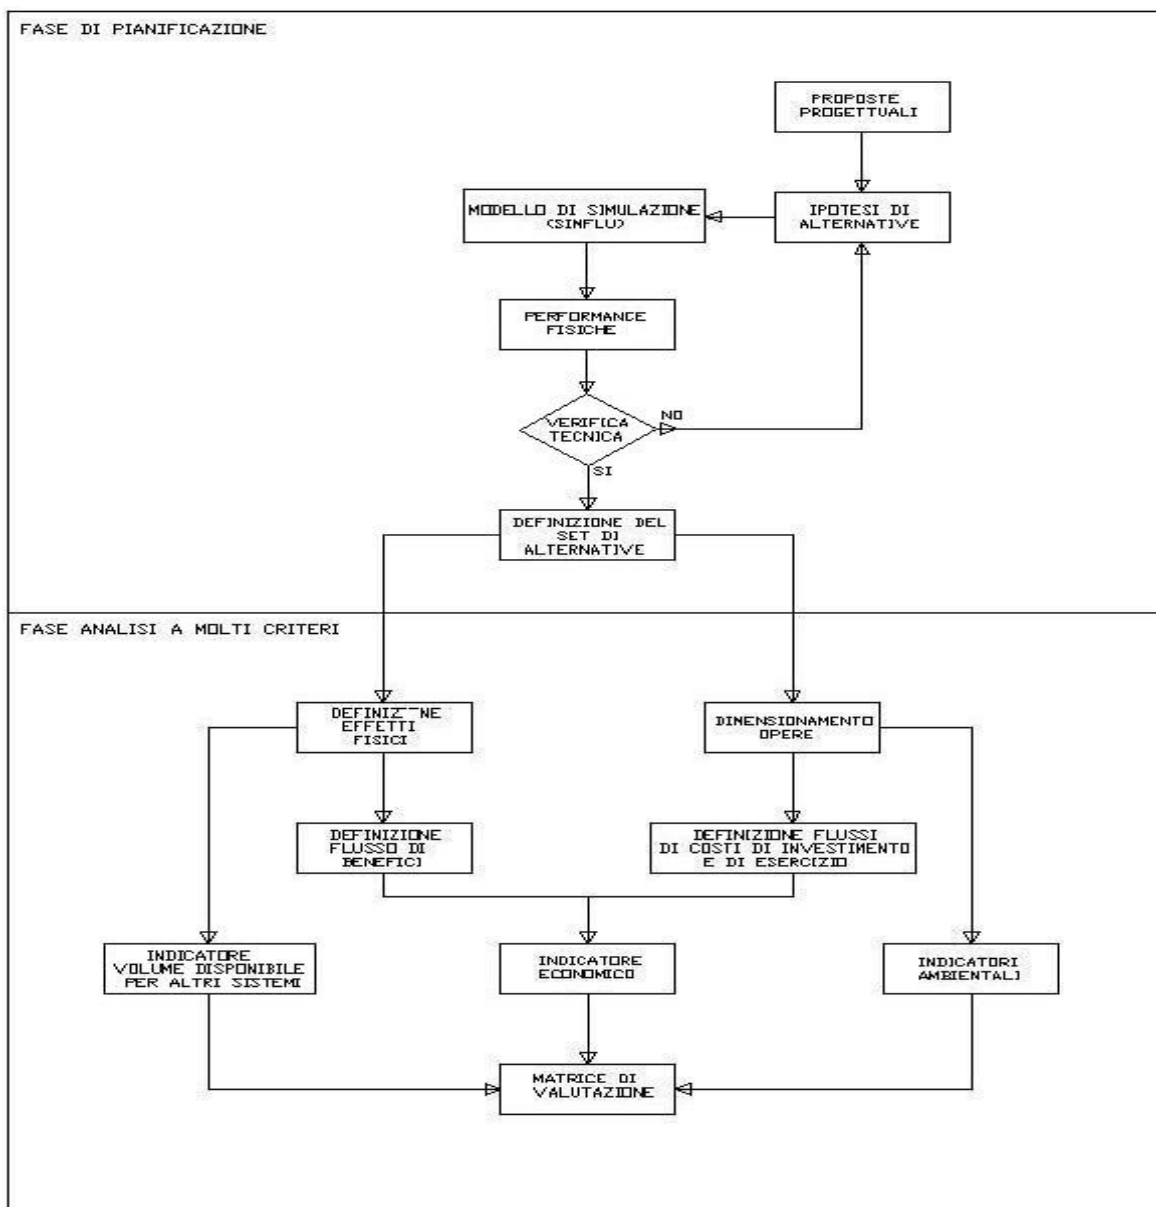 FASE DI PIANIFICAZIONE
PROPOSTE
PROGETTUALI
MODELLO DI SIMULAZIONE
(SINFLU)
IPOTESI DI
ALTERNATIVE
PERFORMANCE
FISICHE
VERIFICA
TECNICA
NO
SI
DEFINIZIONE DEL
SET DI
ALTERNATIVE
FASE ANALISI A MOLTI CRITERI
DEFINIZIONE
EFFETTI
FISICI
DIMENSIONAMENTO
OPERE
DEFINIZIONE
FLUSSO DI
BENEFICI
DEFINIZIONE FLUSSI
DI COSTI DI INVESTIMENTO
E DI ESERCIZIO
INDICATORE
VOLUME DISPONIBILE
PER ALTRI SISTEMI
INDICATORE
ECONOMICO
INDICATORI
AMBIENTALI
MATRICE DI
VALUTAZIONE